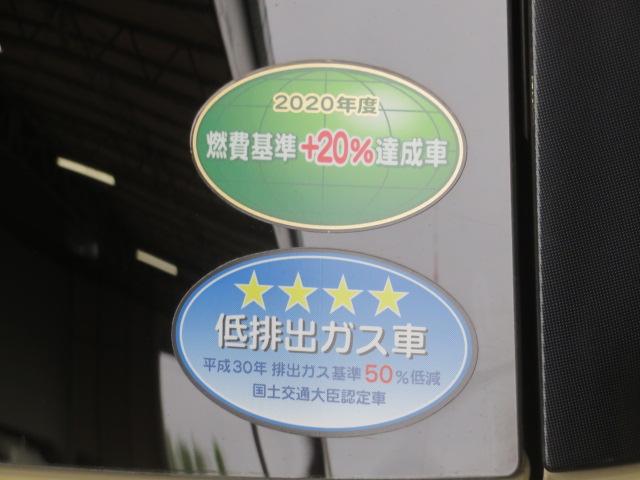 2020年度
燃費基準+20%達成車
低排出ガス車
平成30年 排出ガス基準50%低減
国土交通大臣認定車